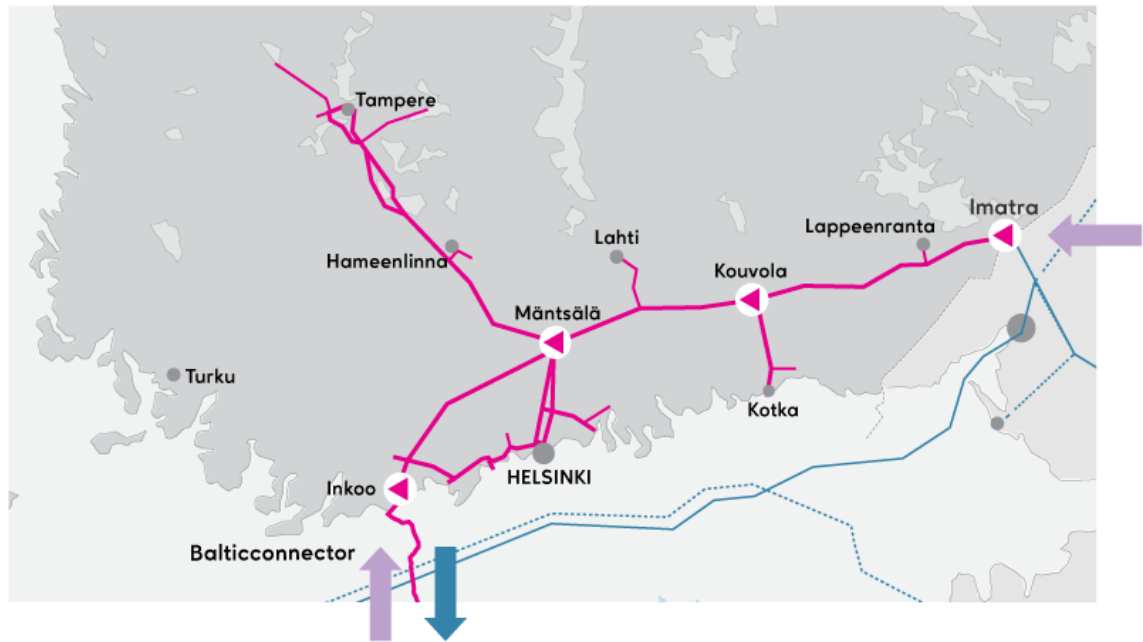 Tampere
Imatra
Lappeenranta
Lahti
Hameenlinna
Kouvola
Mäntsälä
Turku
Kotka
HELSINKI
Inkoo
Balticconnector